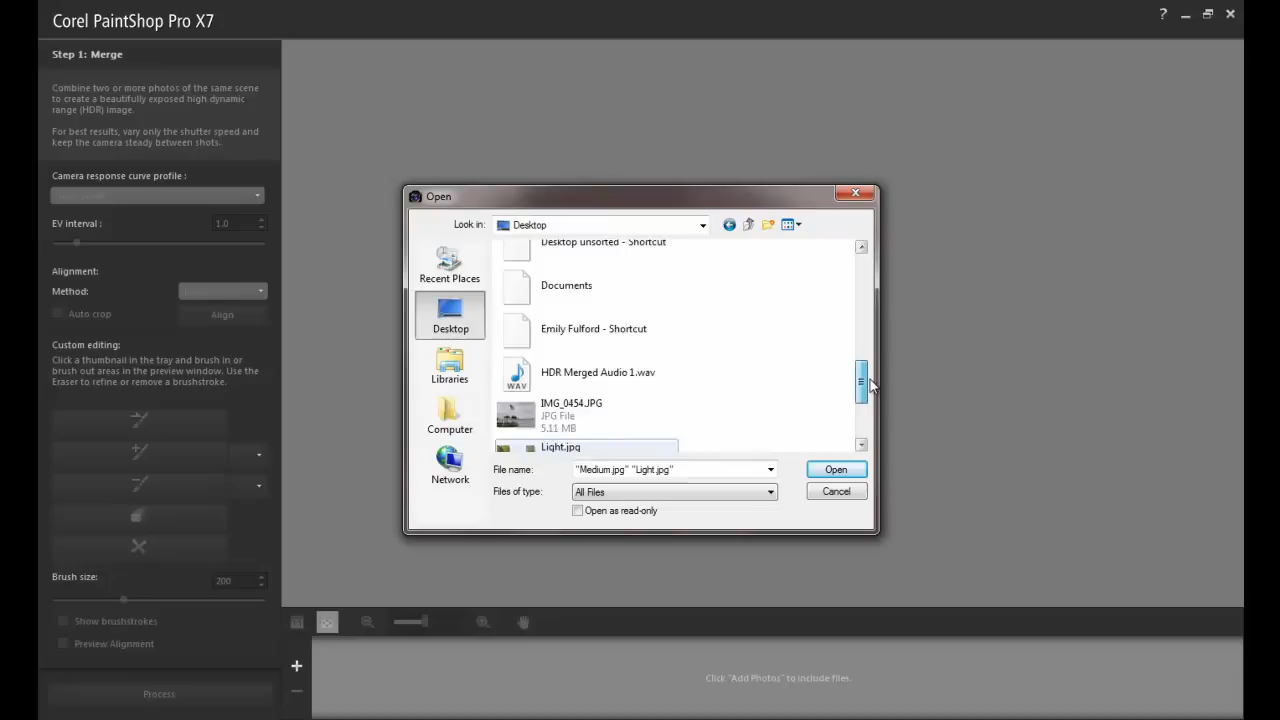 Corel PaintShop Pro X7
?
Step 1: Merge
Combine two or more photos of the same scene
to create a beautifully exposed high dynamic
range (HDR) image.
For best results, vary only the shutter speed and
keep the camera steady between shots.
Camera response curve profile :
EV interval :
1.0
Alignment:
Method:
Auto crop
Align
Custom editing:
Click a thumbnail in the tray and brush in or
brush out areas in the preview window. Use the
Eraser to refine or remove a brushstroke.
Brush size:
200
Show brushstrokes
Preview Alignment
Process
Open
Look in:
Desktop
Recent Places
Desktop
Libraries
Computer
Network
Desktop unsorted - Shortcut
Documents
Emily Fulford - Shortcut
WAV
HDR Merged Audio 1.wav
IMG_0454.JPG
JPG File
5.11 MB
Light.jpg
File name:
"Medium.jpg" "Light.jpg"
Open
Files of type:
All Files
Cancel
Open as read-only
Click "Add Photos" to include files.